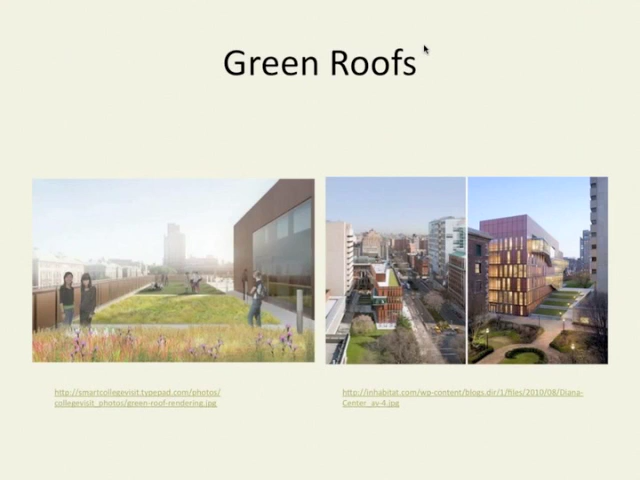 Green Roofs
http://smartcollegevisit.typepad.com/photos/
collegevisit_photos/green-roof-rendering.jpg
http://inhabitat.com/wp-content/blogs.dir/1/files/2010/08/Diana-
Center_av-4.jpg